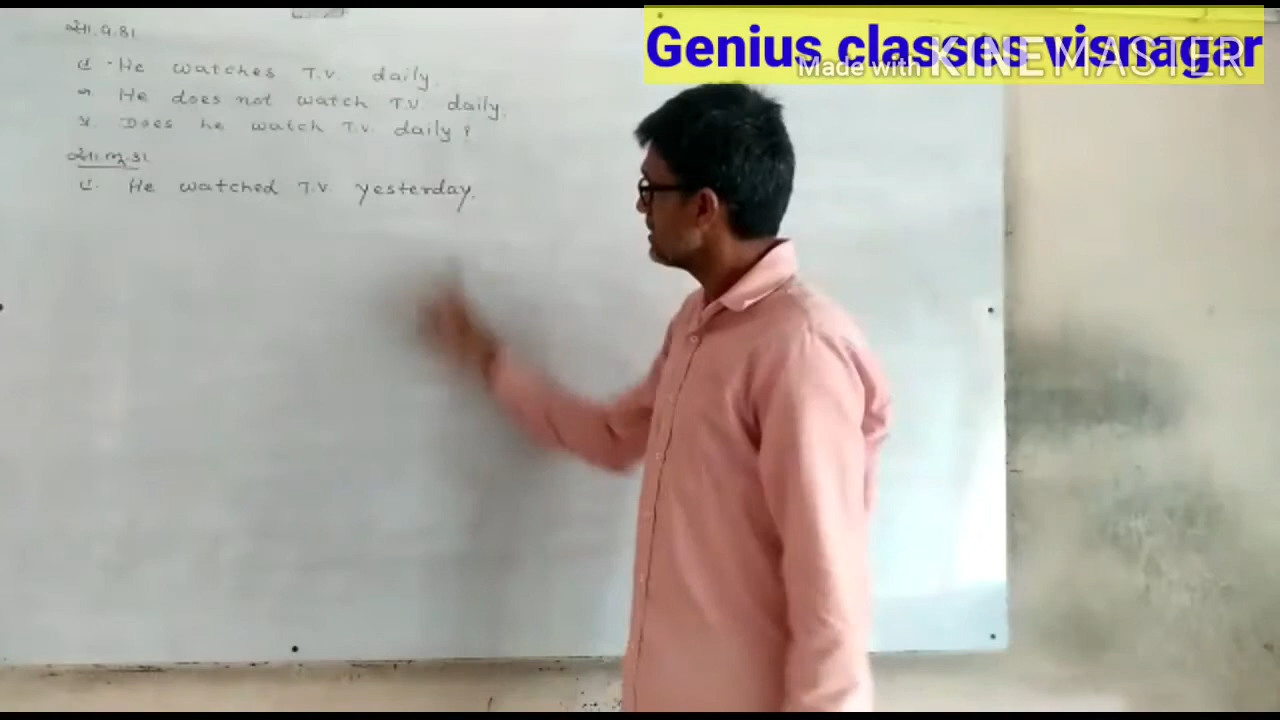 Genius classes visnagar
Made with KINEMASTER
સા.વ.કા
હ · He watches T.V. daily.
ન He does not watch T.V. daily.
પ્ર. Does he watch T.V. daily?
સા.ભૂ.કા
હ. He watched T.V. yesterday.